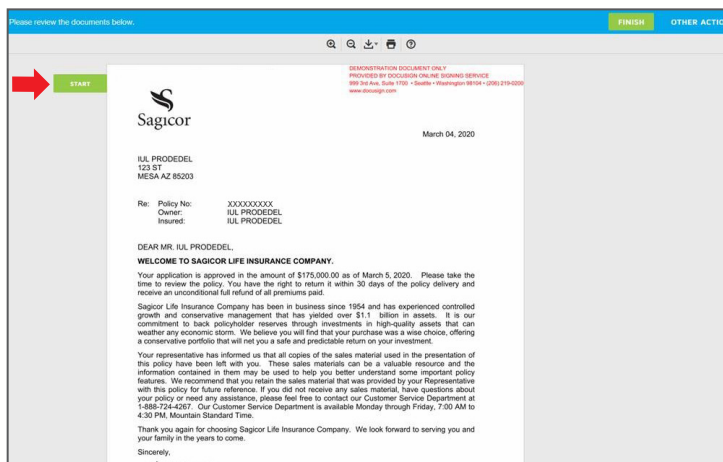 Please review the documents below.
FINISH
OTHER ACTIO
START
DEMONSTRATION DOCUMENT ONLY
PROVIDED BY DOCUSIGN ONLINE SIGNING SERVICE
999 3rd Ave, Suite 1700 • Seattle • Washington 98104 • (206) 219-0200
www.docusign.com
Sagicor
March 04, 2020
IUL PRODEDEL
123 ST
MESA AZ 85203
Re: Policy No: XXXXXXXXX
Owner: IUL PRODEDEL
Insured: IUL PRODEDEL
DEAR MR. IUL PRODEDEL,
WELCOME TO SAGICOR LIFE INSURANCE COMPANY.
Your application is approved in the amount of $175,000.00 as of March 5, 2020. Please take the
time to review the policy. You have the right to return it within 30 days of the policy delivery and
receive an unconditional full refund of all premiums paid.
Sagicor Life Insurance Company has been in business since 1954 and has experienced controlled
growth and conservative management that has yielded over $1.1 billion in assets. It is our
commitment to back policyholder reserves through investments in high-quality assets that can
weather any economic storm. We believe you will find that your purchase was a wise choice, offering
a conservative portfolio that will net you a safe and predictable return on your investment.
Your representative has informed us that all copies of the sales material used in the presentation of
this policy have been left with you. These sales materials can be a valuable resource and the
information contained in them may be used to help you better understand some important policy
features. We recommend that you retain the sales material that was provided by your Representative
with this policy for future reference. If you did not receive any sales material, have questions about
your policy or need any assistance, please feel free to contact our Customer Service Department at
1-888-724-4267. Our Customer Service Department is available Monday through Friday, 7:00 AM to
4:30 PM, Mountain Standard Time.
Thank you again for choosing Sagicor Life Insurance Company. We look forward to serving you and
your family in the years to come.
Sincerely,